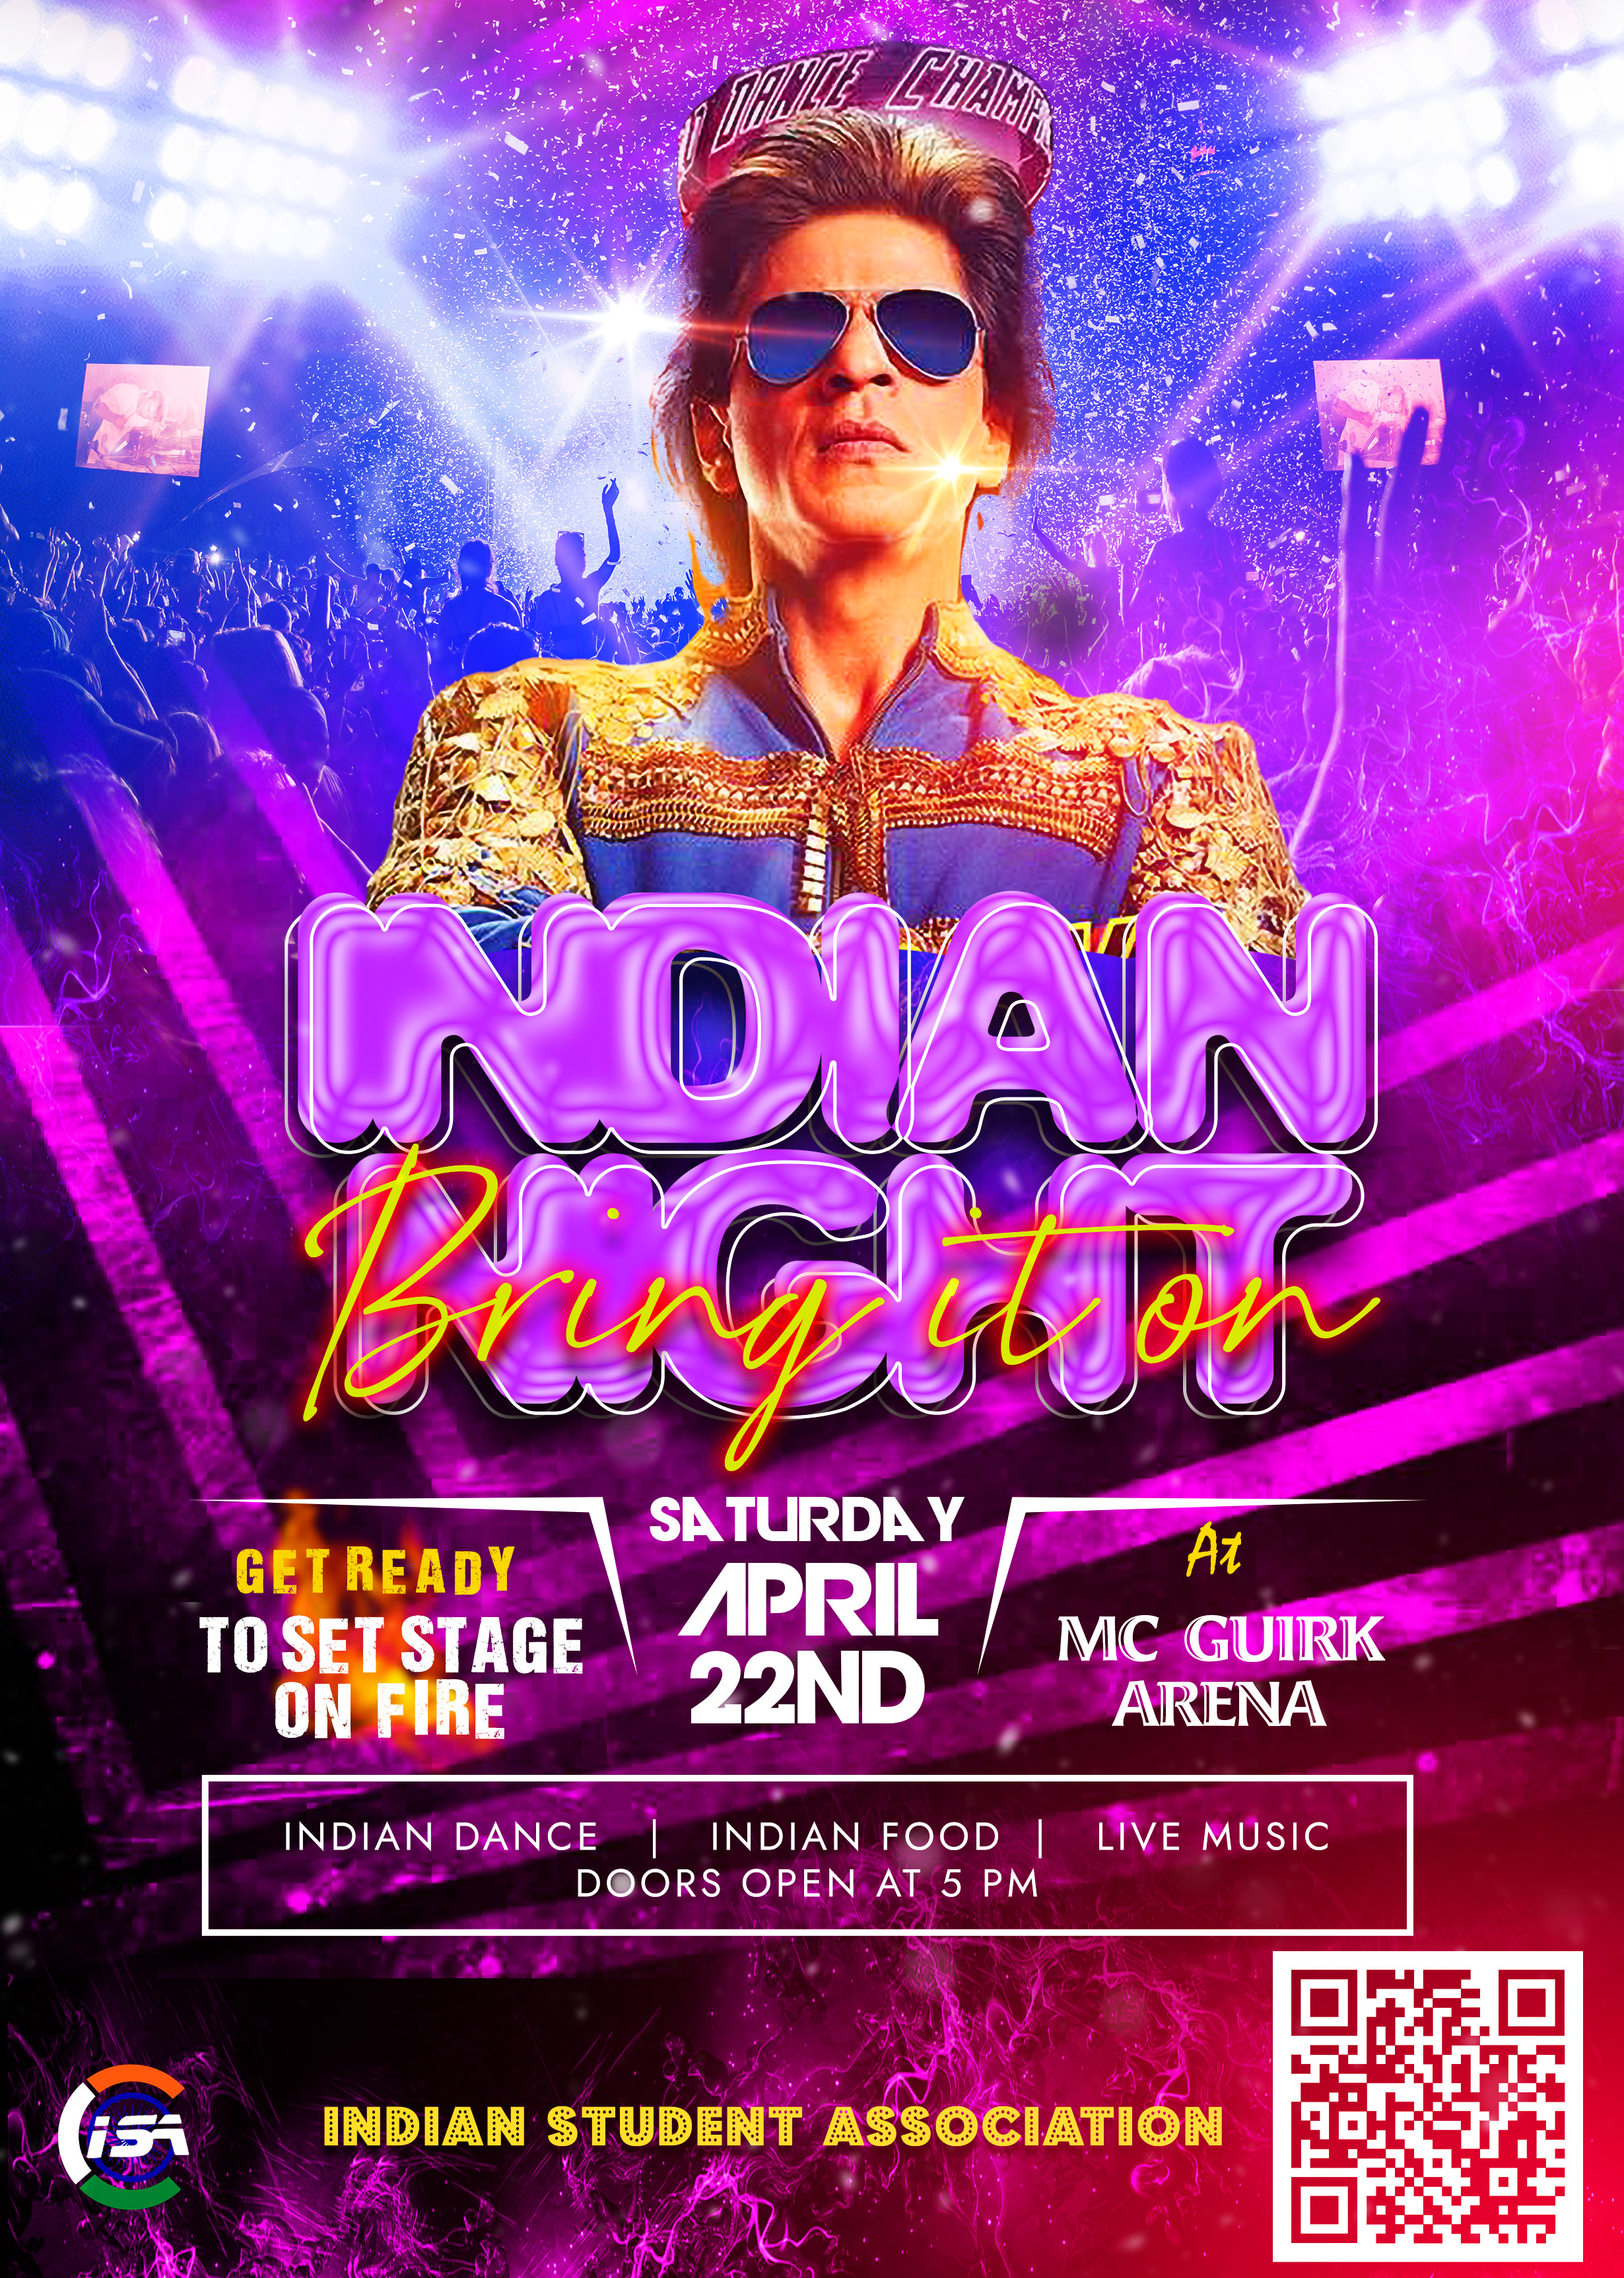 DANCE CHAMP
INDIAN
NIGHT
Bring it on
GET READY
TO SET STAGE
ON FIRE
SATURDAY
APRIL
22ND
At
MC GUIRK
ARENA
INDIAN DANCE | INDIAN FOOD | LIVE MUSIC
DOORS OPEN AT 5 PM
ISA
INDIAN STUDENT ASSOCIATION